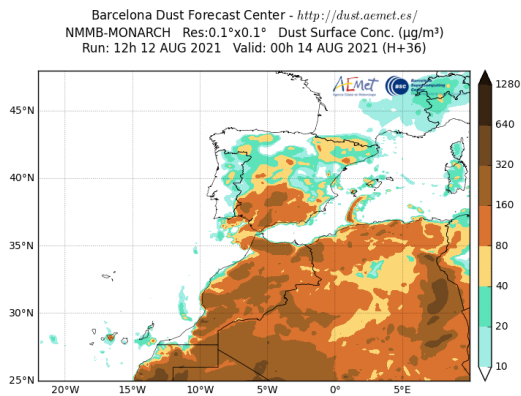 Barcelona Dust Forecast Center - http://dust.aemet.es/
NMMB-MONARCH Res:0.1°x0.1° Dust Surface Conc. (µg/m³)
Run: 12h 12 AUG 2021 Valid: 00h 14 AUG 2021 (H+36)
AEMet
BSC
45°N
40°N
35°N
30°N
25°N
20°W
15°W
10°W
5°W
0°
5°E
1280
640
320
160
80
40
20
10